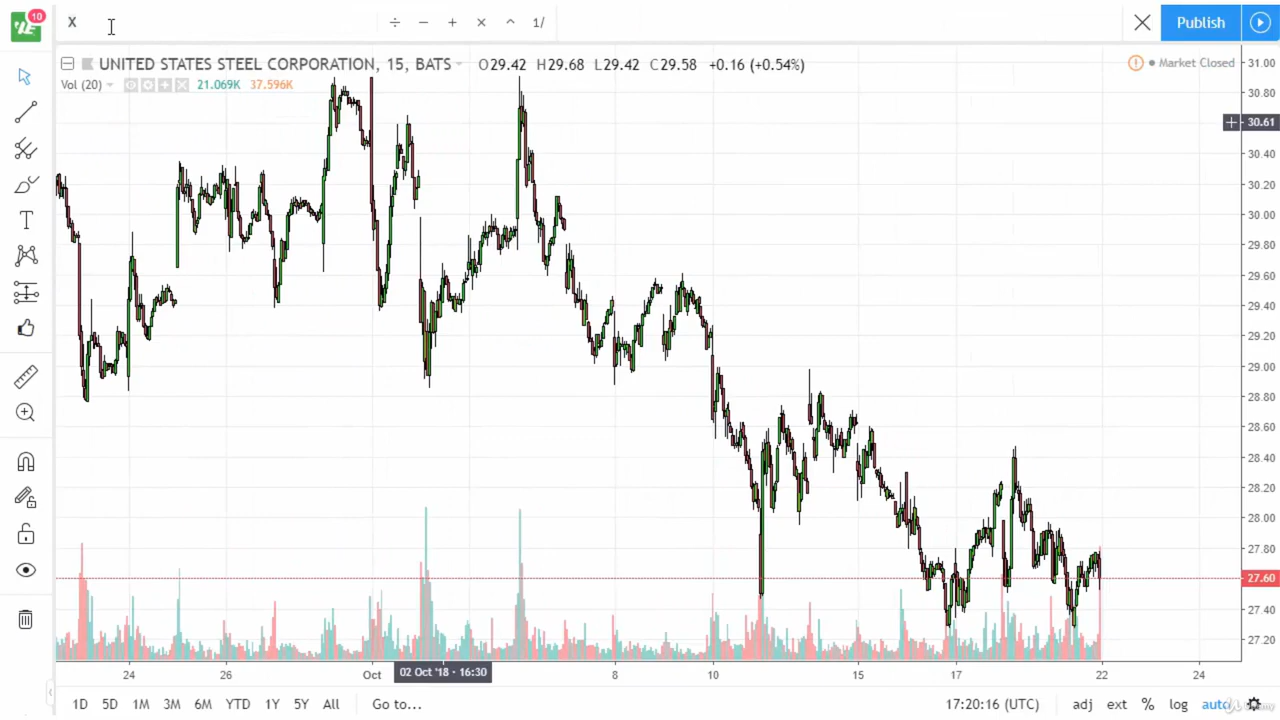 10
X
÷ − + × ^ 1/
Publish
UNITED STATES STEEL CORPORATION, 15, BATS
O29.42 H29.68 L29.42 C29.58 +0.16 (+0.54%)
Market Closed
Vol (20) 21.069K 37.596K
31.00
30.80
30.61
30.40
30.20
30.00
29.80
29.60
29.40
29.20
29.00
28.80
28.60
28.40
28.20
28.00
27.80
27.60
27.40
27.20
24 26 Oct 02 Oct '18 - 16:30 8 10 15 17 22 24
1D 5D 1M 3M 6M YTD 1Y 5Y All Go to... 17:20:16 (UTC) adj ext % log auto
Udemy